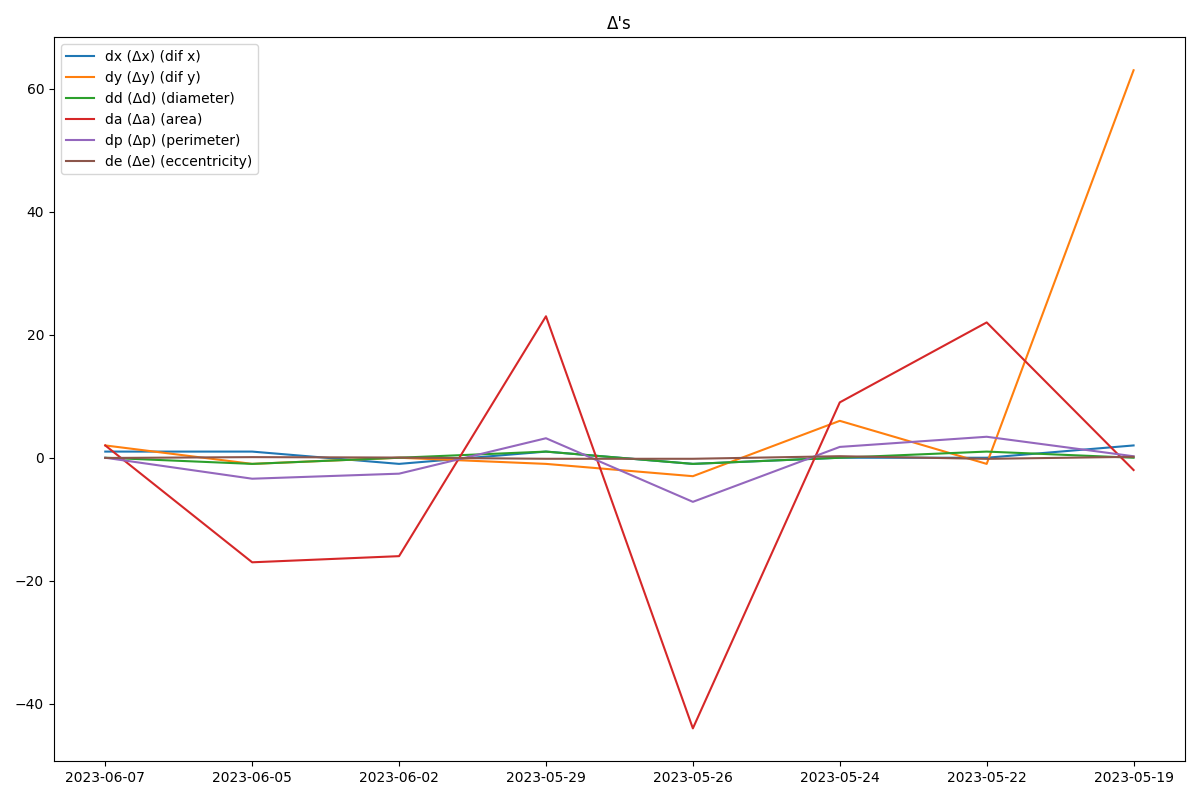 Δ's
dx (Δx) (dif x)
dy (Δy) (dif y)
dd (Δd) (diameter)
da (Δa) (area)
dp (Δp) (perimeter)
de (Δe) (eccentricity)
60
40
20
0
−20
−40
2023-06-07 2023-06-05 2023-06-02 2023-05-29 2023-05-26 2023-05-24 2023-05-22 2023-05-19